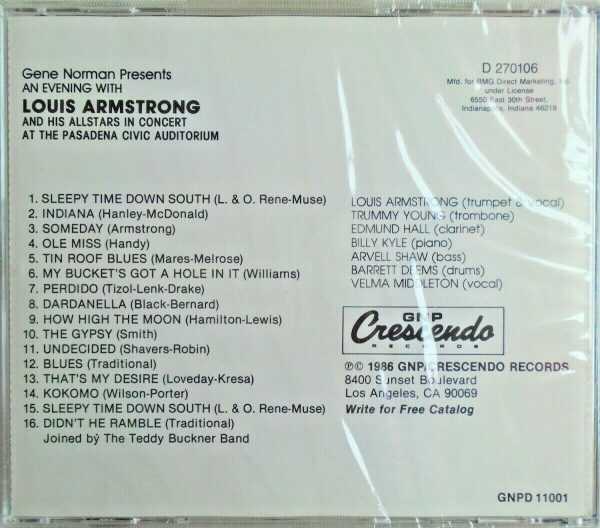 Gene Norman Presents
AN EVENING WITH
LOUIS ARMSTRONG
AND HIS ALLSTARS IN CONCERT
AT THE PASADENA CIVIC AUDITORIUM
D 270106
Mfd. for BMG Direct Marketing, Inc.
under License
6550 East 30th Street,
Indianapolis, Indiana 46219
1. SLEEPY TIME DOWN SOUTH (L. & O. Rene-Muse)
2. INDIANA (Hanley-McDonald)
3. SOMEDAY (Armstrong)
4. OLE MISS (Handy)
5. TIN ROOF BLUES (Mares-Melrose)
6. MY BUCKET'S GOT A HOLE IN IT (Williams)
7. PERDIDO (Tizol-Lenk-Drake)
8. DARDANELLA (Black-Bernard)
9. HOW HIGH THE MOON (Hamilton-Lewis)
10. THE GYPSY (Smith)
11. UNDECIDED (Shavers-Robin)
12. BLUES (Traditional)
13. THAT'S MY DESIRE (Loveday-Kresa)
14. KOKOMO (Wilson-Porter)
15. SLEEPY TIME DOWN SOUTH (L. & O. Rene-Muse)
16. DIDN'T HE RAMBLE (Traditional)
Joined by The Teddy Buckner Band
LOUIS ARMSTRONG (trumpet & vocal)
TRUMMY YOUNG (trombone)
EDMUND HALL (clarinet)
BILLY KYLE (piano)
ARVELL SHAW (bass)
BARRETT DEEMS (drums)
VELMA MIDDLETON (vocal)
GNP
Crescendo
RECORDS
℗© 1986 GNP/CRESCENDO RECORDS
8400 Sunset Boulevard
Los Angeles, CA 90069
Write for Free Catalog
GNPD 11001